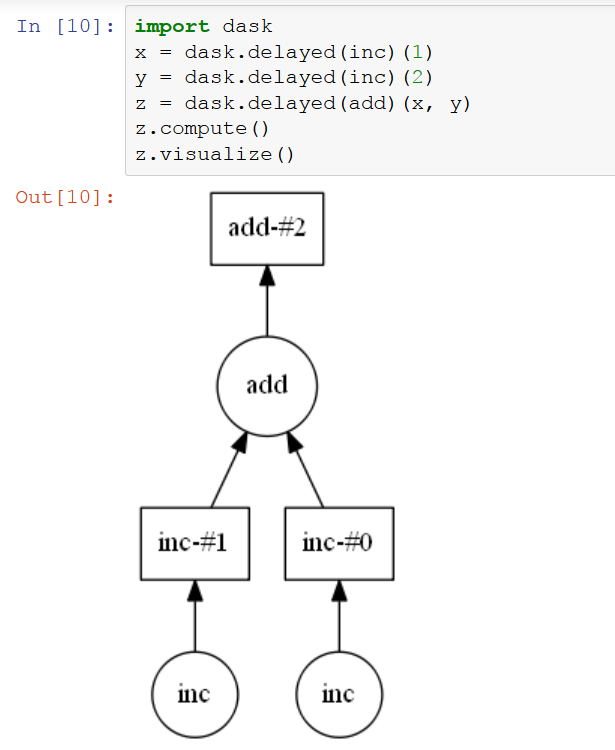 In [10]: import dask
x = dask.delayed(inc)(1)
y = dask.delayed(inc)(2)
z = dask.delayed(add)(x, y)
z.compute()
z.visualize()
Out[10]:
add-#2
add
inc-#1 inc-#0
inc inc